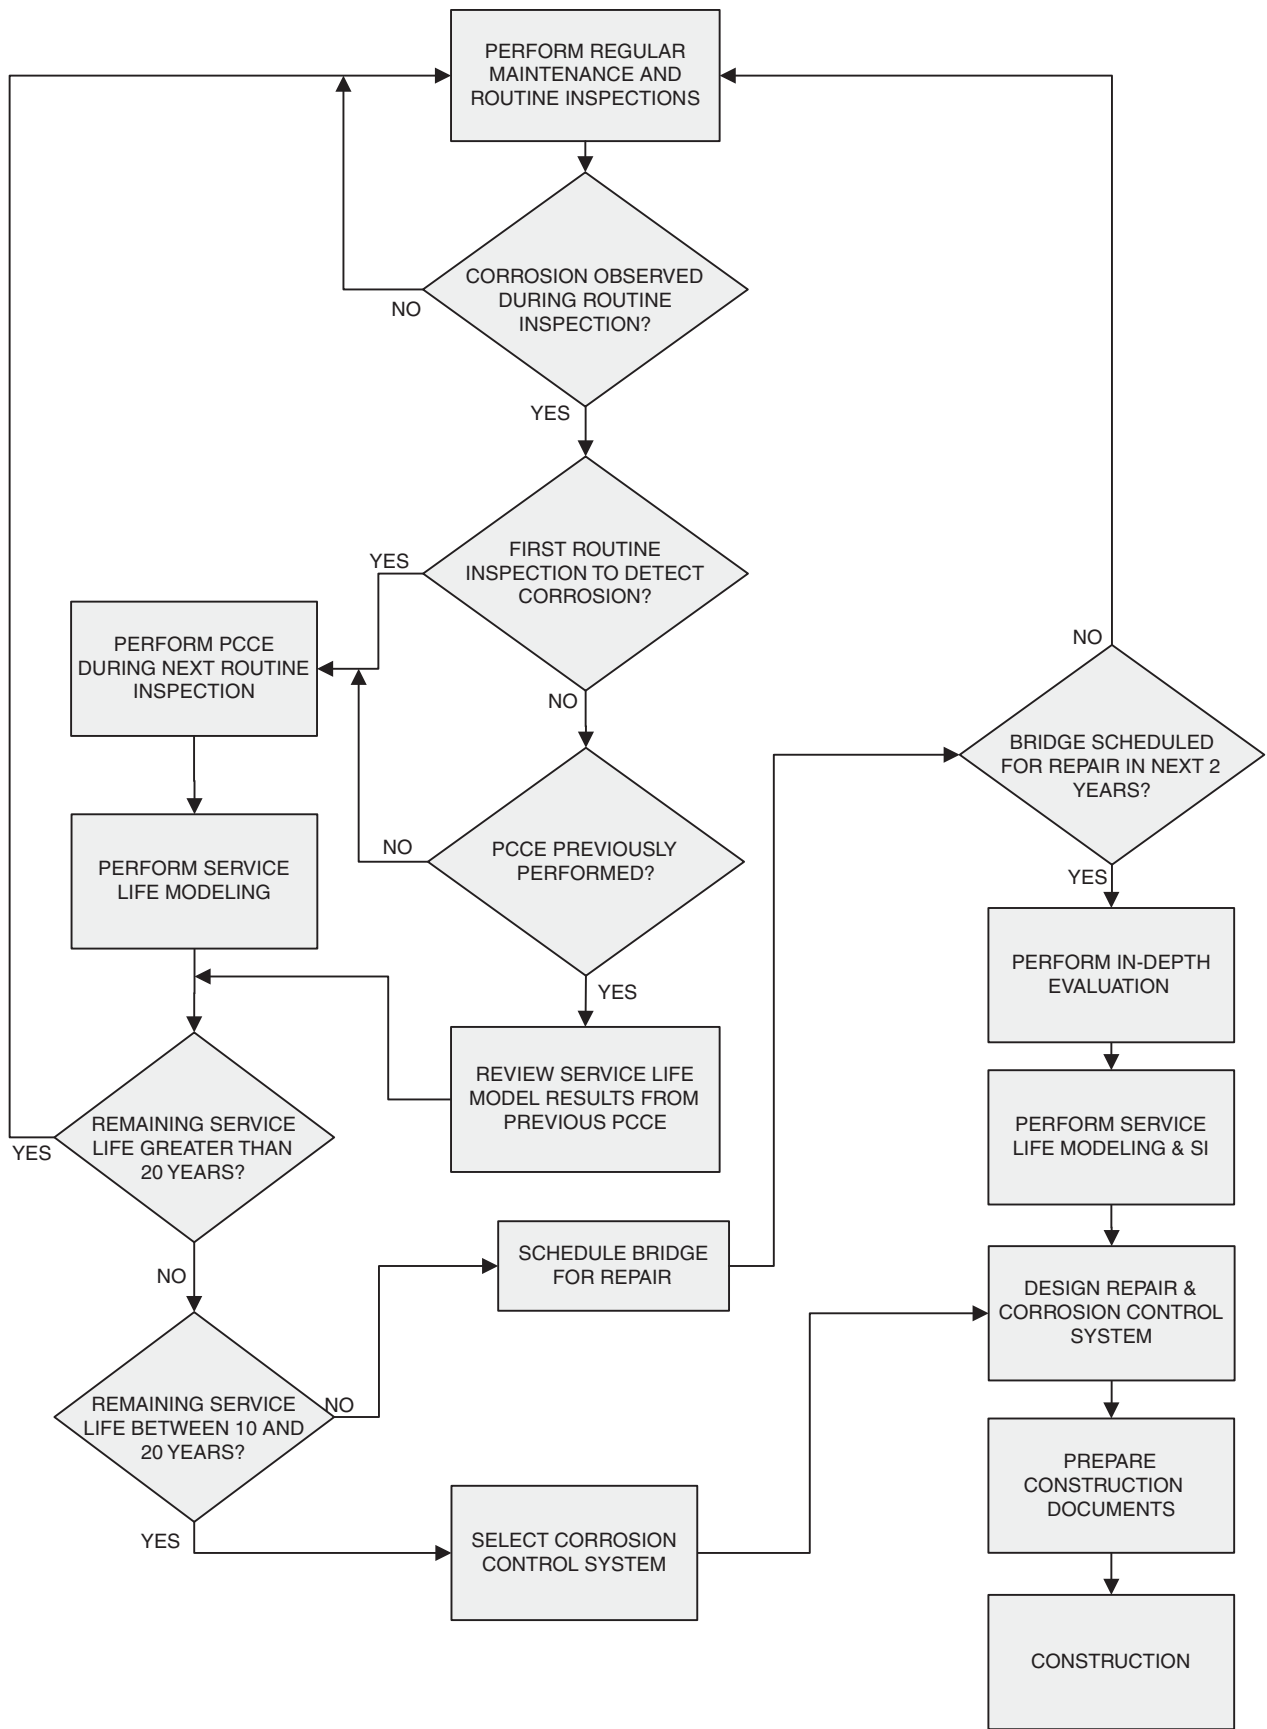 PERFORM REGULAR
MAINTENANCE AND
ROUTINE INSPECTIONS
CORROSION OBSERVED
DURING ROUTINE
INSPECTION?
NO
YES
FIRST ROUTINE
INSPECTION TO DETECT
CORROSION?
YES
NO
PERFORM PCCE
DURING NEXT ROUTINE
INSPECTION
PCCE PREVIOUSLY
PERFORMED?
NO
YES
PERFORM SERVICE
LIFE MODELING
REVIEW SERVICE LIFE
MODEL RESULTS FROM
PREVIOUS PCCE
REMAINING SERVICE
LIFE GREATER THAN
20 YEARS?
YES
NO
REMAINING SERVICE
LIFE BETWEEN 10 AND
20 YEARS?
NO
YES
SCHEDULE BRIDGE
FOR REPAIR
SELECT CORROSION
CONTROL SYSTEM
NO
BRIDGE SCHEDULED
FOR REPAIR IN NEXT 2
YEARS?
YES
PERFORM IN-DEPTH
EVALUATION
PERFORM SERVICE
LIFE MODELING & SI
DESIGN REPAIR &
CORROSION CONTROL
SYSTEM
PREPARE
CONSTRUCTION
DOCUMENTS
CONSTRUCTION